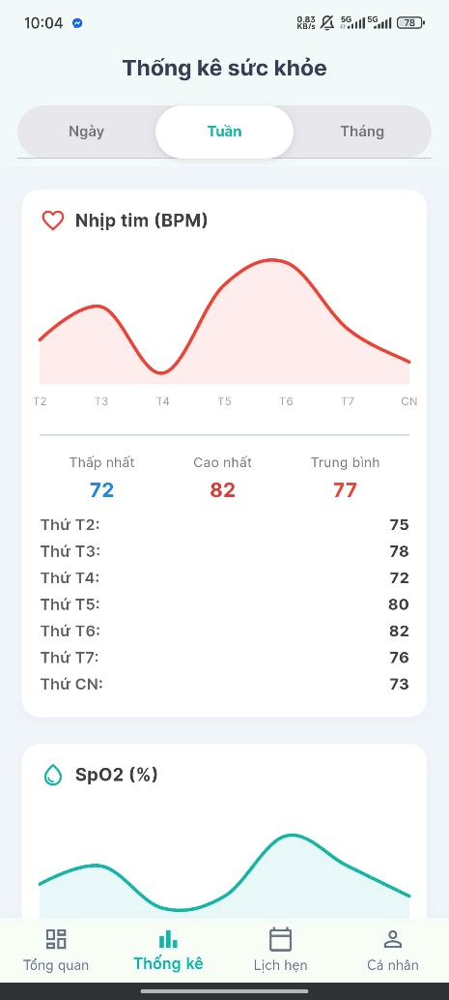 10:04 0.83 KB/s 5G 5G 78
Thống kê sức khỏe
Ngày Tuần Tháng
Nhịp tim (BPM)
T2 T3 T4 T5 T6 T7 CN
Thấp nhất Cao nhất Trung bình
72 82 77
Thứ T2: 75
Thứ T3: 78
Thứ T4: 72
Thứ T5: 80
Thứ T6: 82
Thứ T7: 76
Thứ CN: 73
SpO2 (%)
Tổng quan Thống kê Lịch hẹn Cá nhân